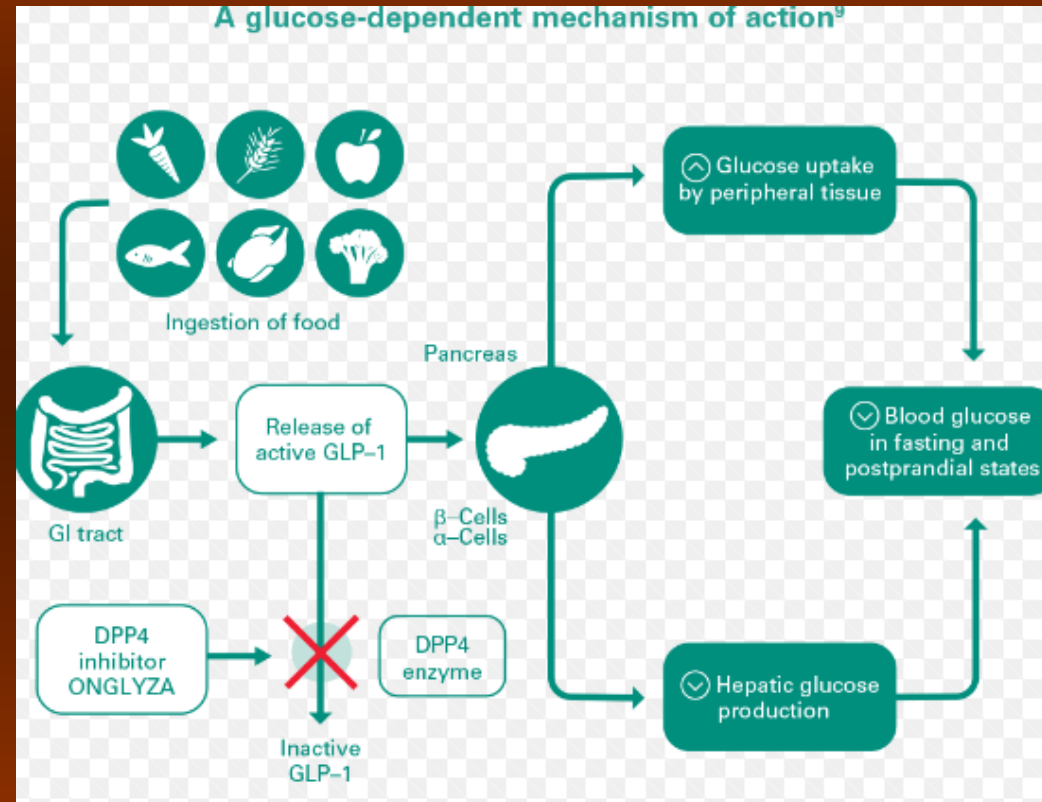 A glucose-dependent mechanism of action⁹
Ingestion of food
GI tract
Release of
active GLP–1
Pancreas
β–Cells
α–Cells
DPP4
inhibitor
ONGLYZA
DPP4
enzyme
Inactive
GLP–1
Glucose uptake
by peripheral tissue
Blood glucose
in fasting and
postprandial states
Hepatic glucose
production